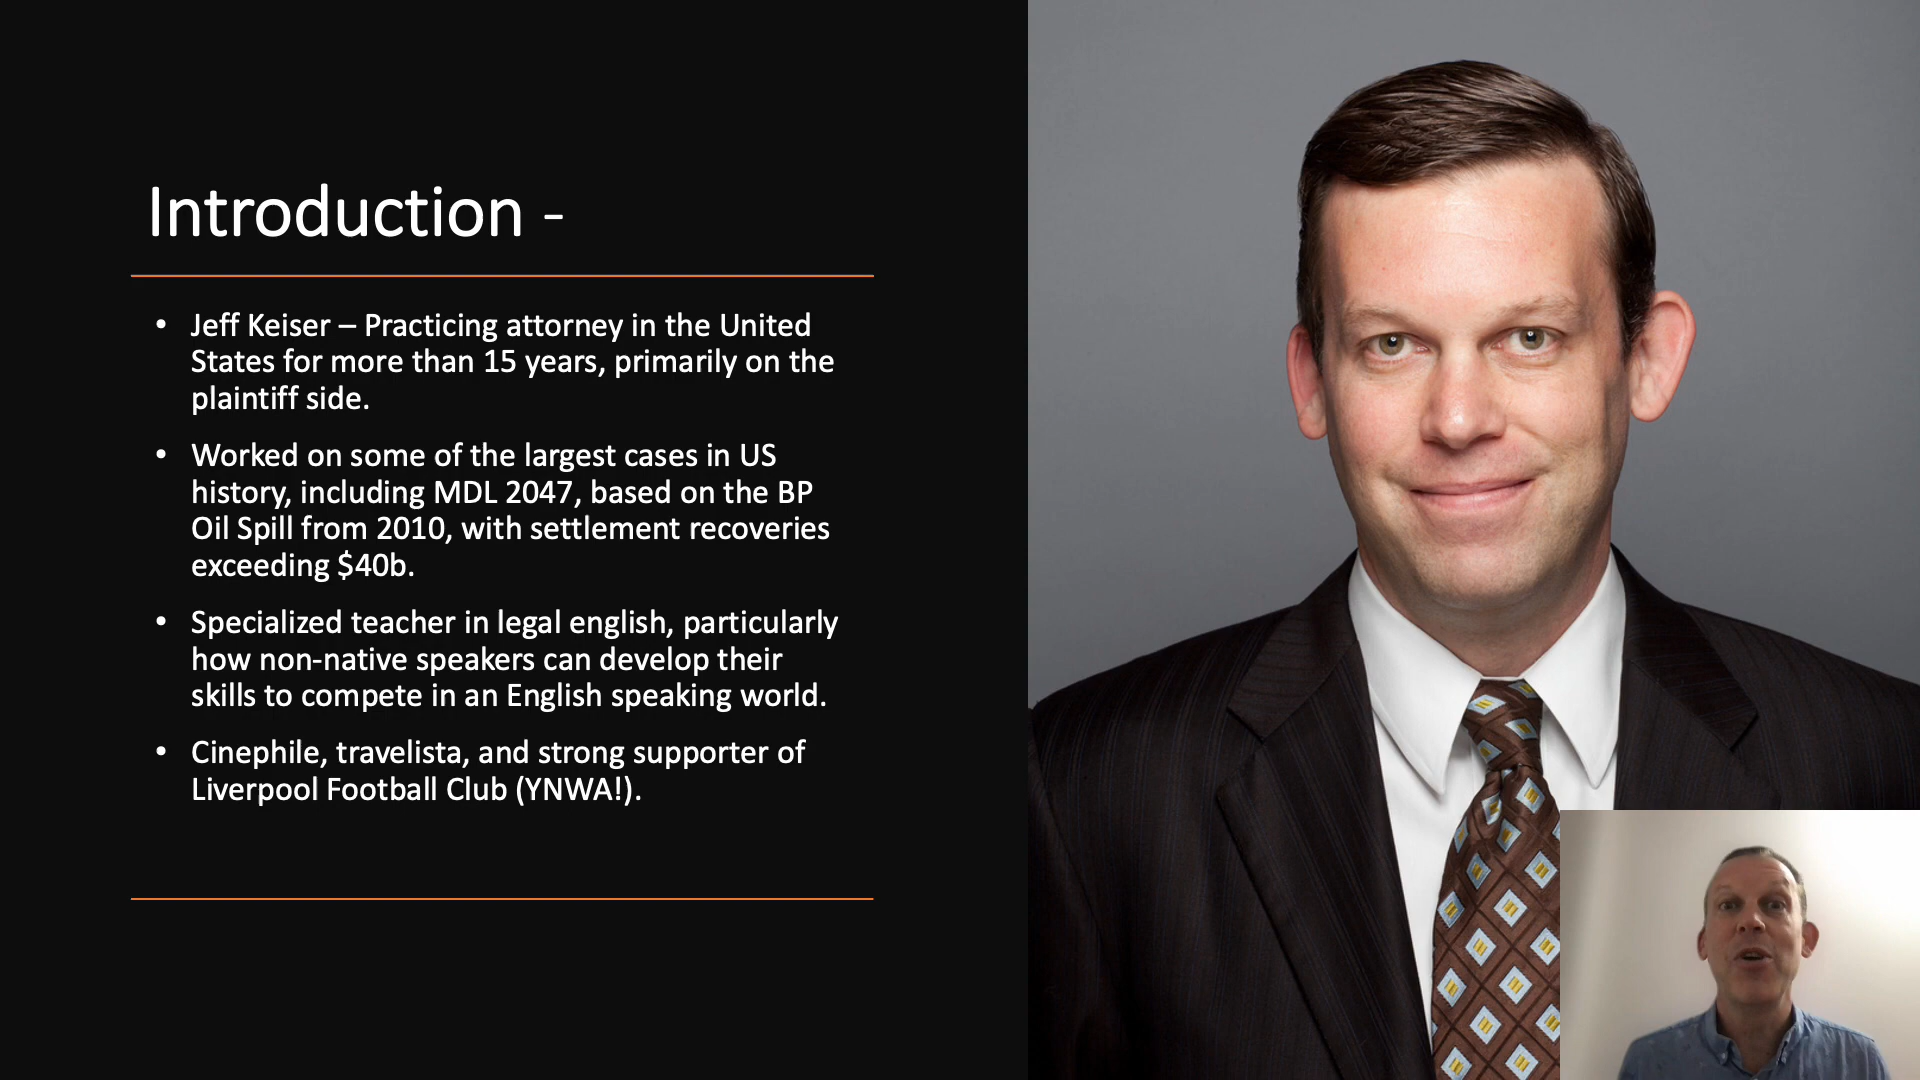 Introduction -
• Jeff Keiser – Practicing attorney in the United
States for more than 15 years, primarily on the
plaintiff side.
• Worked on some of the largest cases in US
history, including MDL 2047, based on the BP
Oil Spill from 2010, with settlement recoveries
exceeding $40b.
• Specialized teacher in legal english, particularly
how non-native speakers can develop their
skills to compete in an English speaking world.
• Cinephile, travelista, and strong supporter of
Liverpool Football Club (YNWA!).